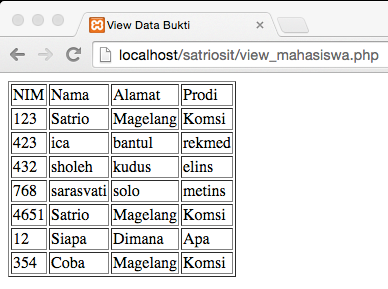 View Data Bukti
localhost/satriosit/view_mahasiswa.php
NIM Nama Alamat Prodi
123 Satrio Magelang Komsi
423 ica bantul rekmed
432 sholeh kudus elins
768 sarasvati solo metins
4651 Satrio Magelang Komsi
12 Siapa Dimana Apa
354 Coba Magelang Komsi